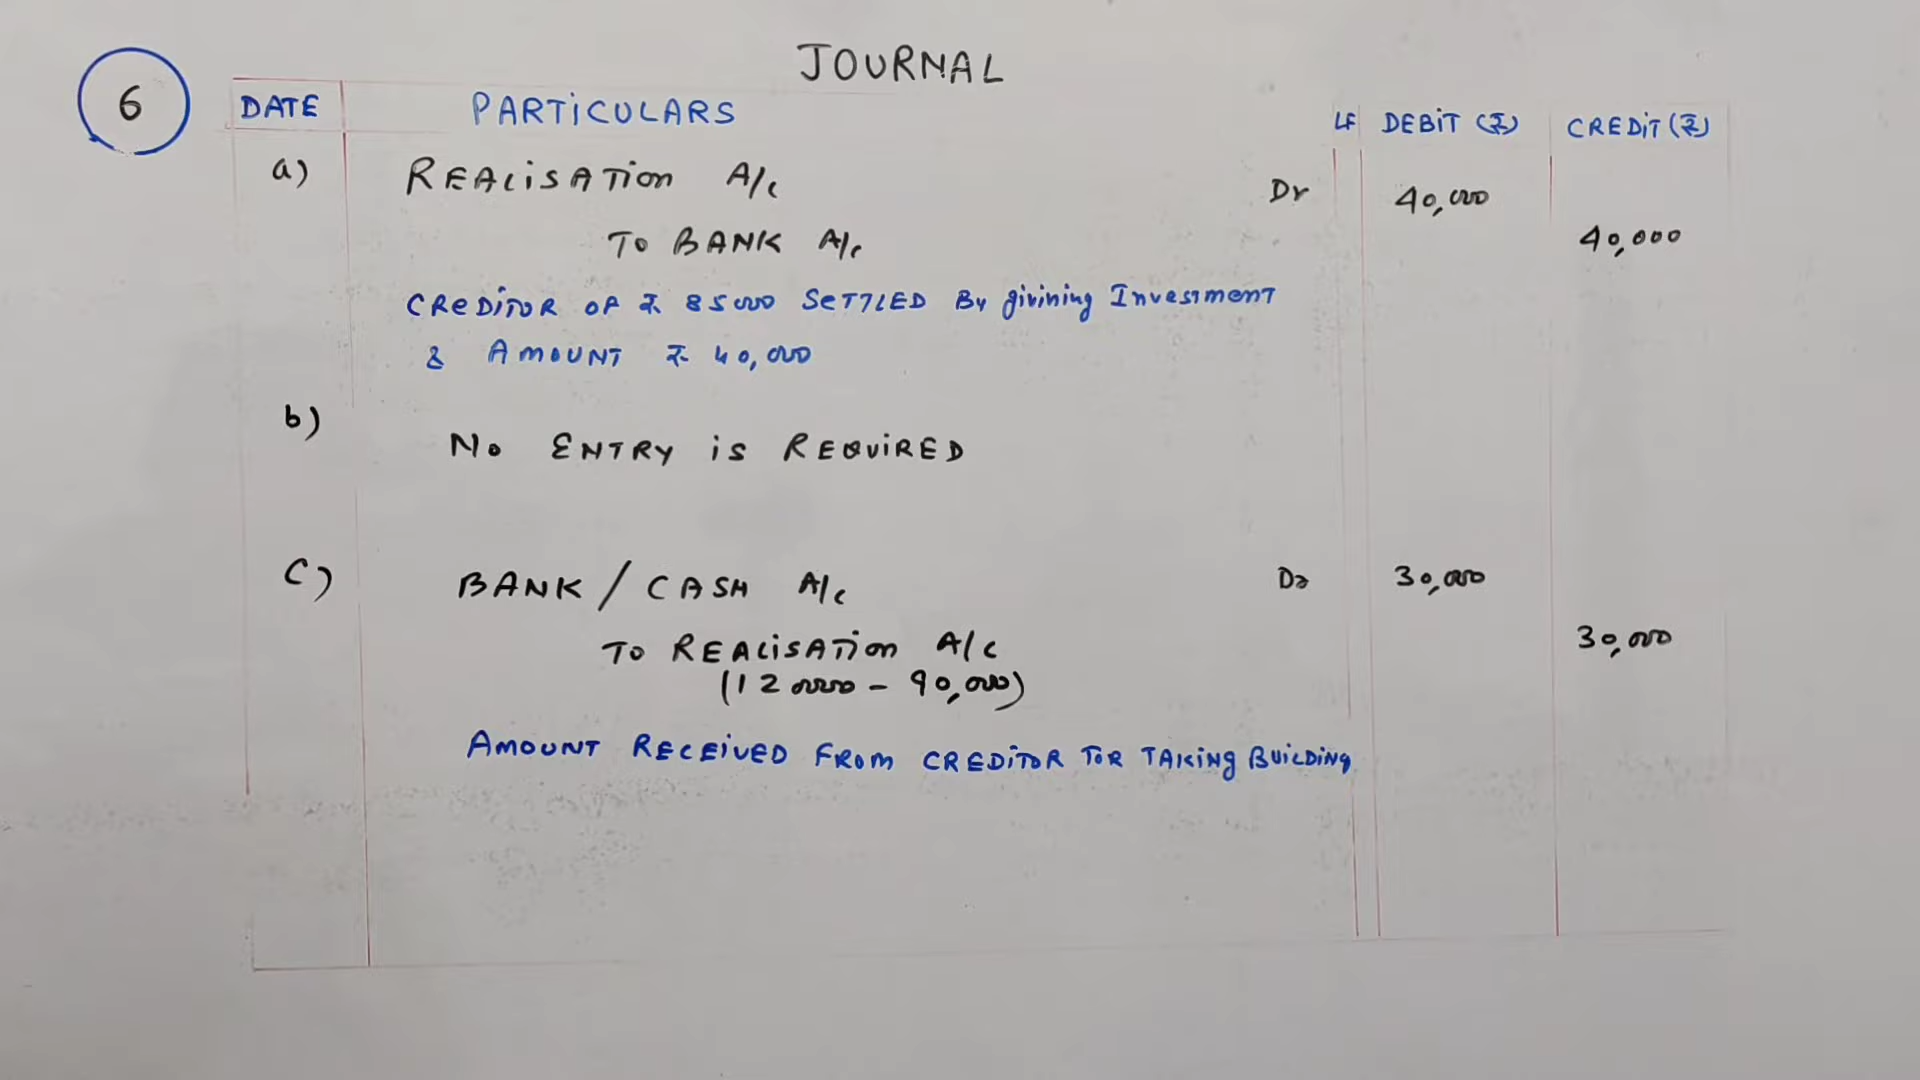 JOURNAL
6
DATE PARTICULARS LF DEBIT (₹) CREDIT (₹)
a) REALISATION A/c Dr 40,000
TO BANK A/c 40,000
CREDITOR OF ₹ 85000 SETTLED By givining Investment
& AMOUNT ₹ 40,000
b)
No ENTRY is REQUIRED
c) BANK / CASH A/c Dr 30,000
TO REALISATION A/c 30,000
(120000 - 90,000)
AMOUNT RECEIVED FROM CREDITOR FOR TAKING BUILDING